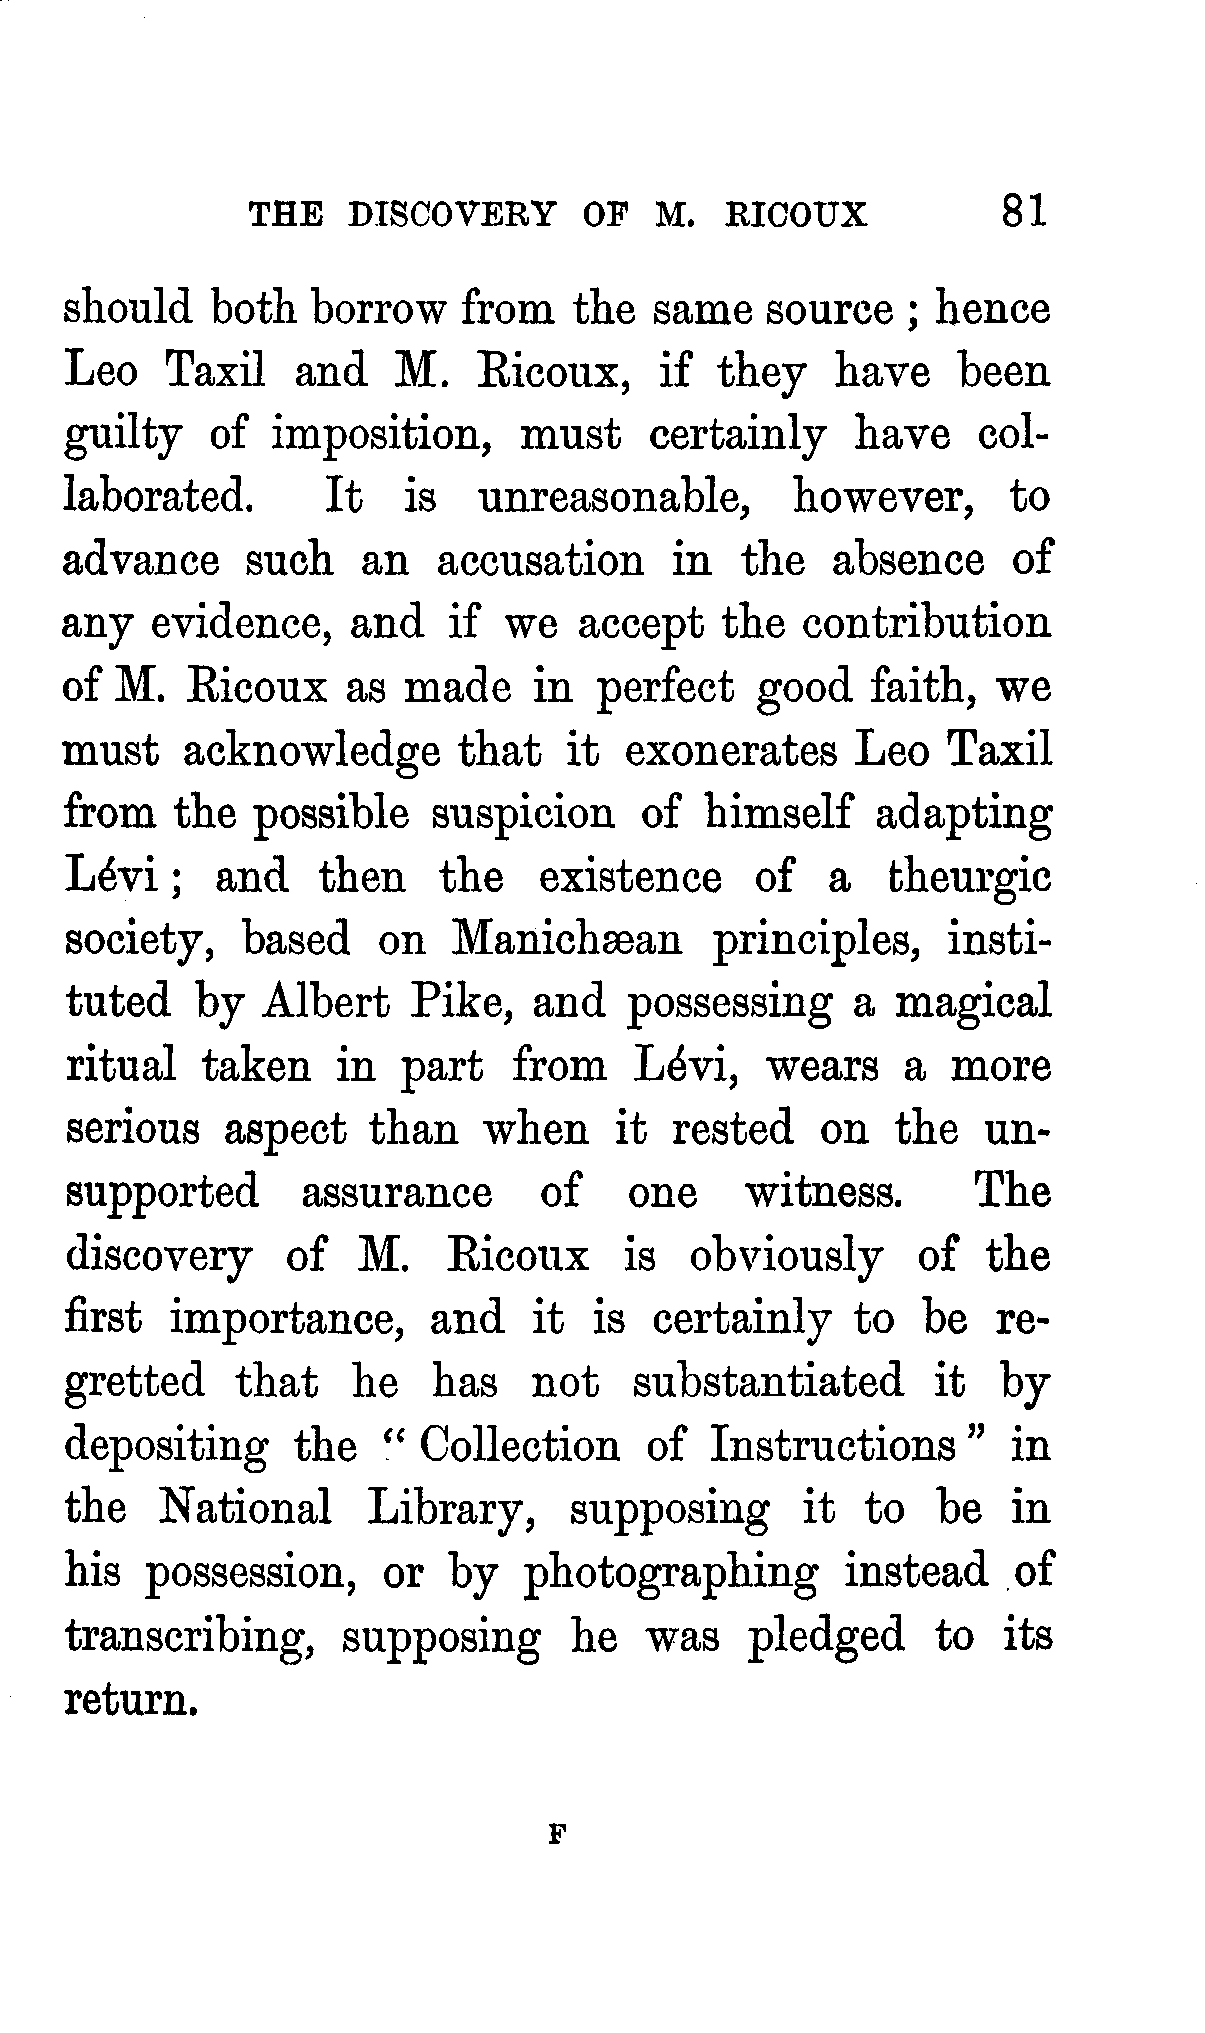 THE DISCOVERY OF M. RICOUX 81
should both borrow from the same source ; hence
Leo Taxil and M. Ricoux, if they have been
guilty of imposition, must certainly have col-
laborated. It is unreasonable, however, to
advance such an accusation in the absence of
any evidence, and if we accept the contribution
of M. Ricoux as made in perfect good faith, we
must acknowledge that it exonerates Leo Taxil
from the possible suspicion of himself adapting
Lévi ; and then the existence of a theurgic
society, based on Manichæan principles, insti-
tuted by Albert Pike, and possessing a magical
ritual taken in part from Lévi, wears a more
serious aspect than when it rested on the un-
supported assurance of one witness. The
discovery of M. Ricoux is obviously of the
first importance, and it is certainly to be re-
gretted that he has not substantiated it by
depositing the “ Collection of Instructions ” in
the National Library, supposing it to be in
his possession, or by photographing instead of
transcribing, supposing he was pledged to its
return.
F